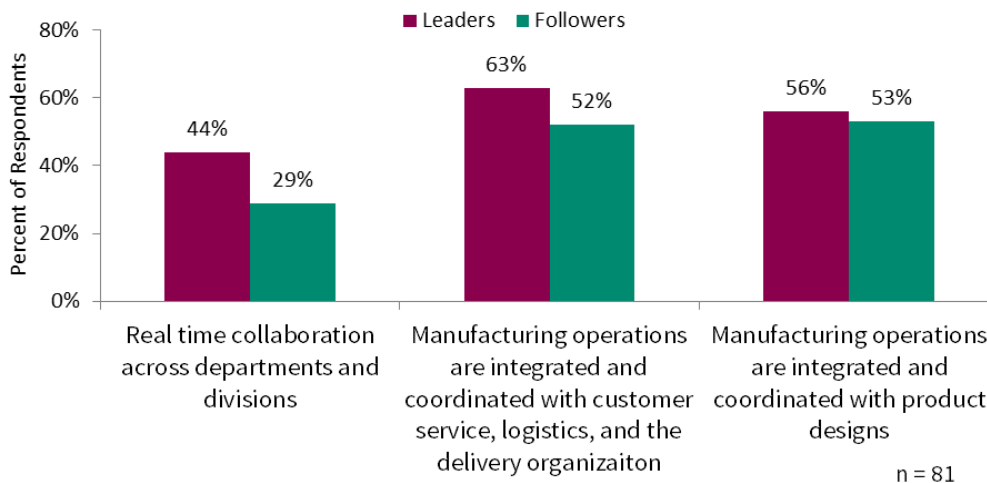 Leaders Followers
Percent of Respondents
80%
60%
40%
20%
0%
44%
29%
63%
52%
56%
53%
Real time collaboration
across departments and
divisions
Manufacturing operations
are integrated and
coordinated with customer
service, logistics, and the
delivery organizaiton
Manufacturing operations
are integrated and
coordinated with product
designs
n = 81